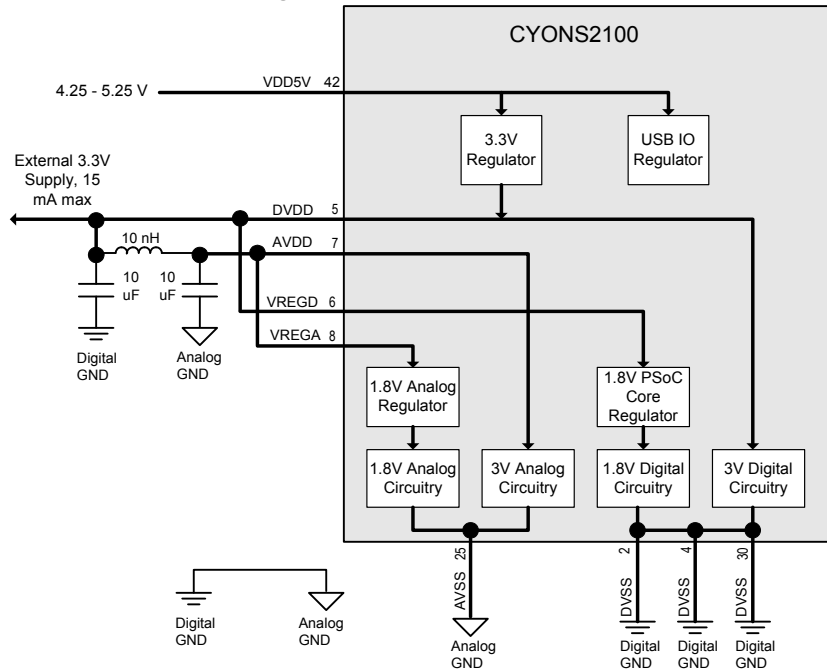 CYONS2100
VDD5V 42
4.25 - 5.25 V
3.3V
Regulator
USB IO
Regulator
External 3.3V
Supply, 15
mA max
DVDD 5
10 nH
AVDD 7
10
uF
10
uF
VREGD 6
VREGA 8
Digital
GND
Analog
GND
1.8V Analog
Regulator
1.8V PSoC
Core
Regulator
1.8V Analog
Circuitry
3V Analog
Circuitry
1.8V Digital
Circuitry
3V Digital
Circuitry
25
AVSS
2
DVSS
4
DVSS
30
DVSS
Digital
GND
Analog
GND
Analog
GND
Digital
GND
Digital
GND
Digital
GND